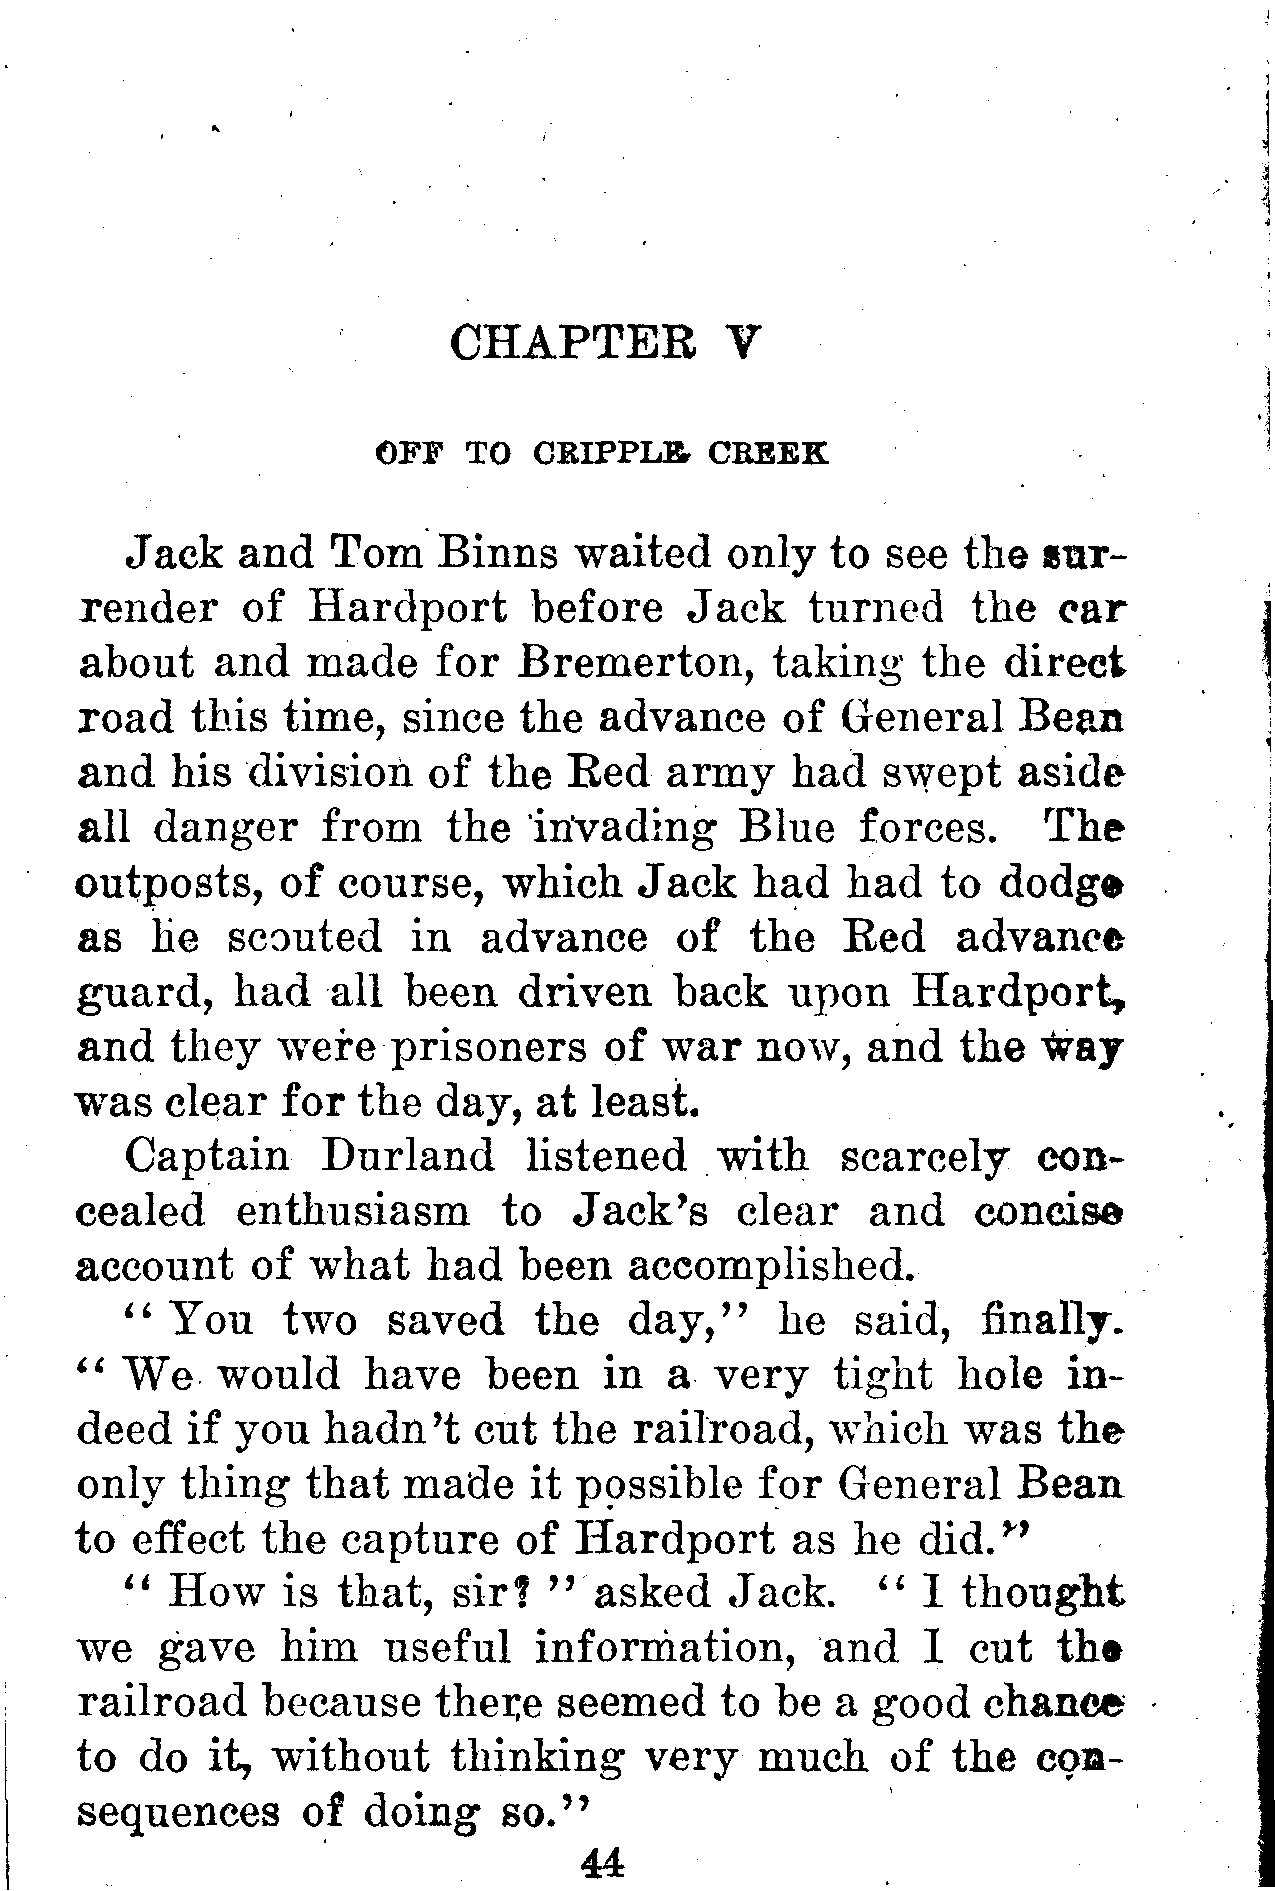 CHAPTER V
OFF TO CRIPPLE CREEK
Jack and Tom Binns waited only to see the sur-
render of Hardport before Jack turned the car
about and made for Bremerton, taking the direct
road this time, since the advance of General Bean
and his division of the Red army had swept aside
all danger from the invading Blue forces. The
outposts, of course, which Jack had had to dodge
as he scouted in advance of the Red advance
guard, had all been driven back upon Hardport,
and they were prisoners of war now, and the way
was clear for the day, at least.
Captain Durland listened with scarcely con-
cealed enthusiasm to Jack's clear and concise
account of what had been accomplished.
"You two saved the day," he said, finally.
"We would have been in a very tight hole in-
deed if you hadn't cut the railroad, which was the
only thing that made it possible for General Bean
to effect the capture of Hardport as he did."
"How is that, sir?" asked Jack. "I thought
we gave him useful information, and I cut the
railroad because there seemed to be a good chance
to do it, without thinking very much of the con-
sequences of doing so."
44